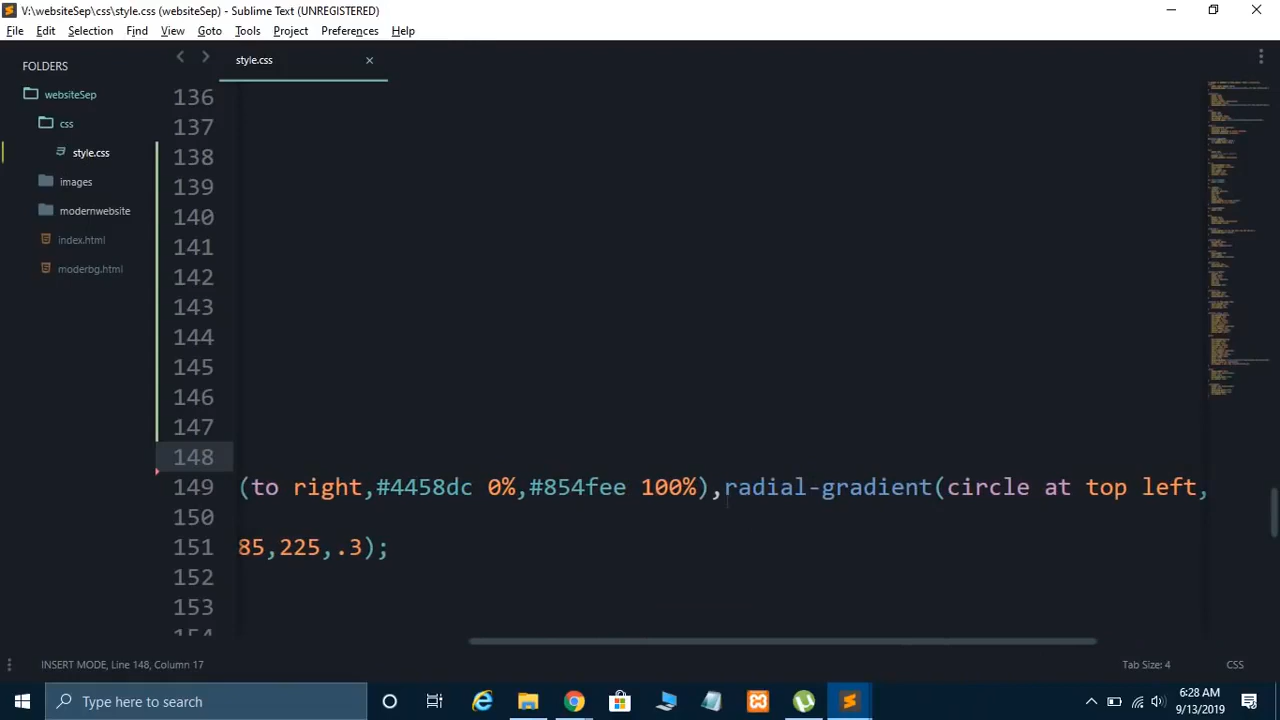 V:\websiteSep\css\style.css (websiteSep) - Sublime Text (UNREGISTERED)
File Edit Selection Find View Goto Tools Project Preferences Help
FOLDERS
websiteSep
css
style.css
images
modernwebsite
index.html
moderbg.html
style.css
136
137
138
139
140
141
142
143
144
145
146
147
148
149 (to right,#4458dc 0%,#854fee 100%),radial-gradient(circle at top left,
150
151 85,225,.3);
152
153
154
INSERT MODE, Line 148, Column 17
Tab Size: 4
CSS
Type here to search
6:28 AM
9/13/2019